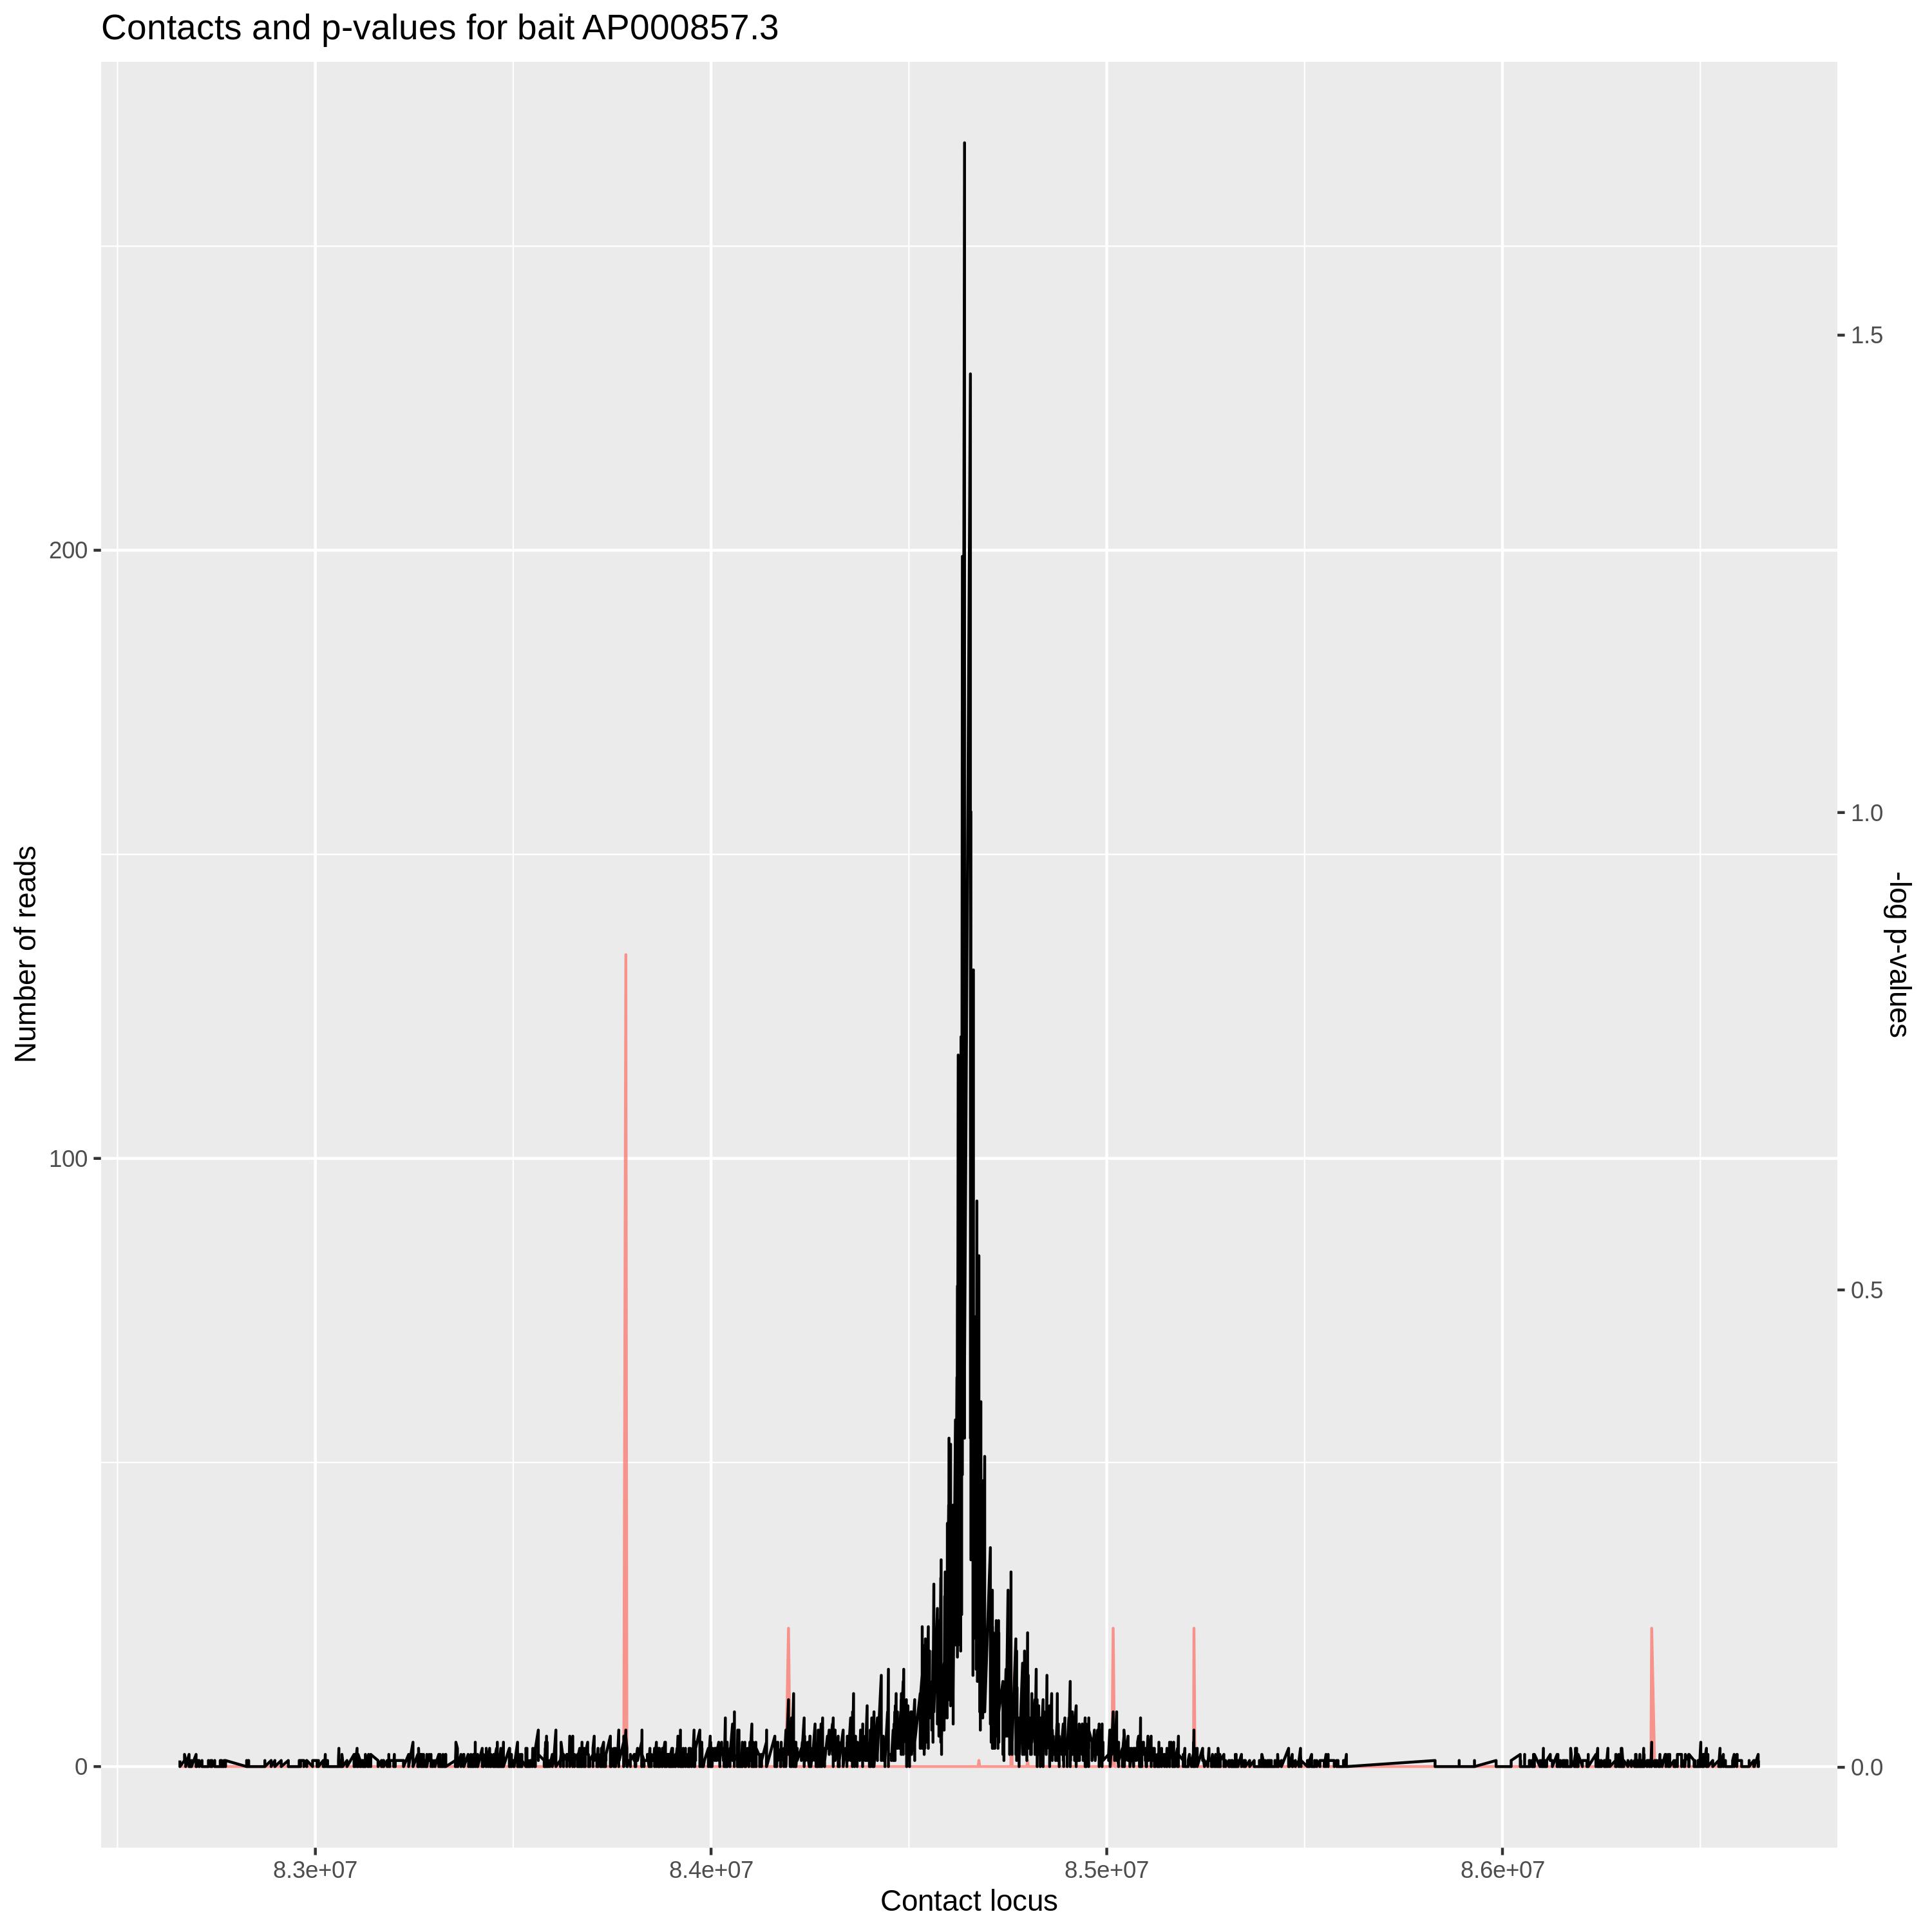 Contacts and p-values for bait AP000857.3
200
100
0
Number of reads
1.5
1.0
0.5
0.0
-log p-values
8.3e+07
8.4e+07
8.5e+07
8.6e+07
Contact locus